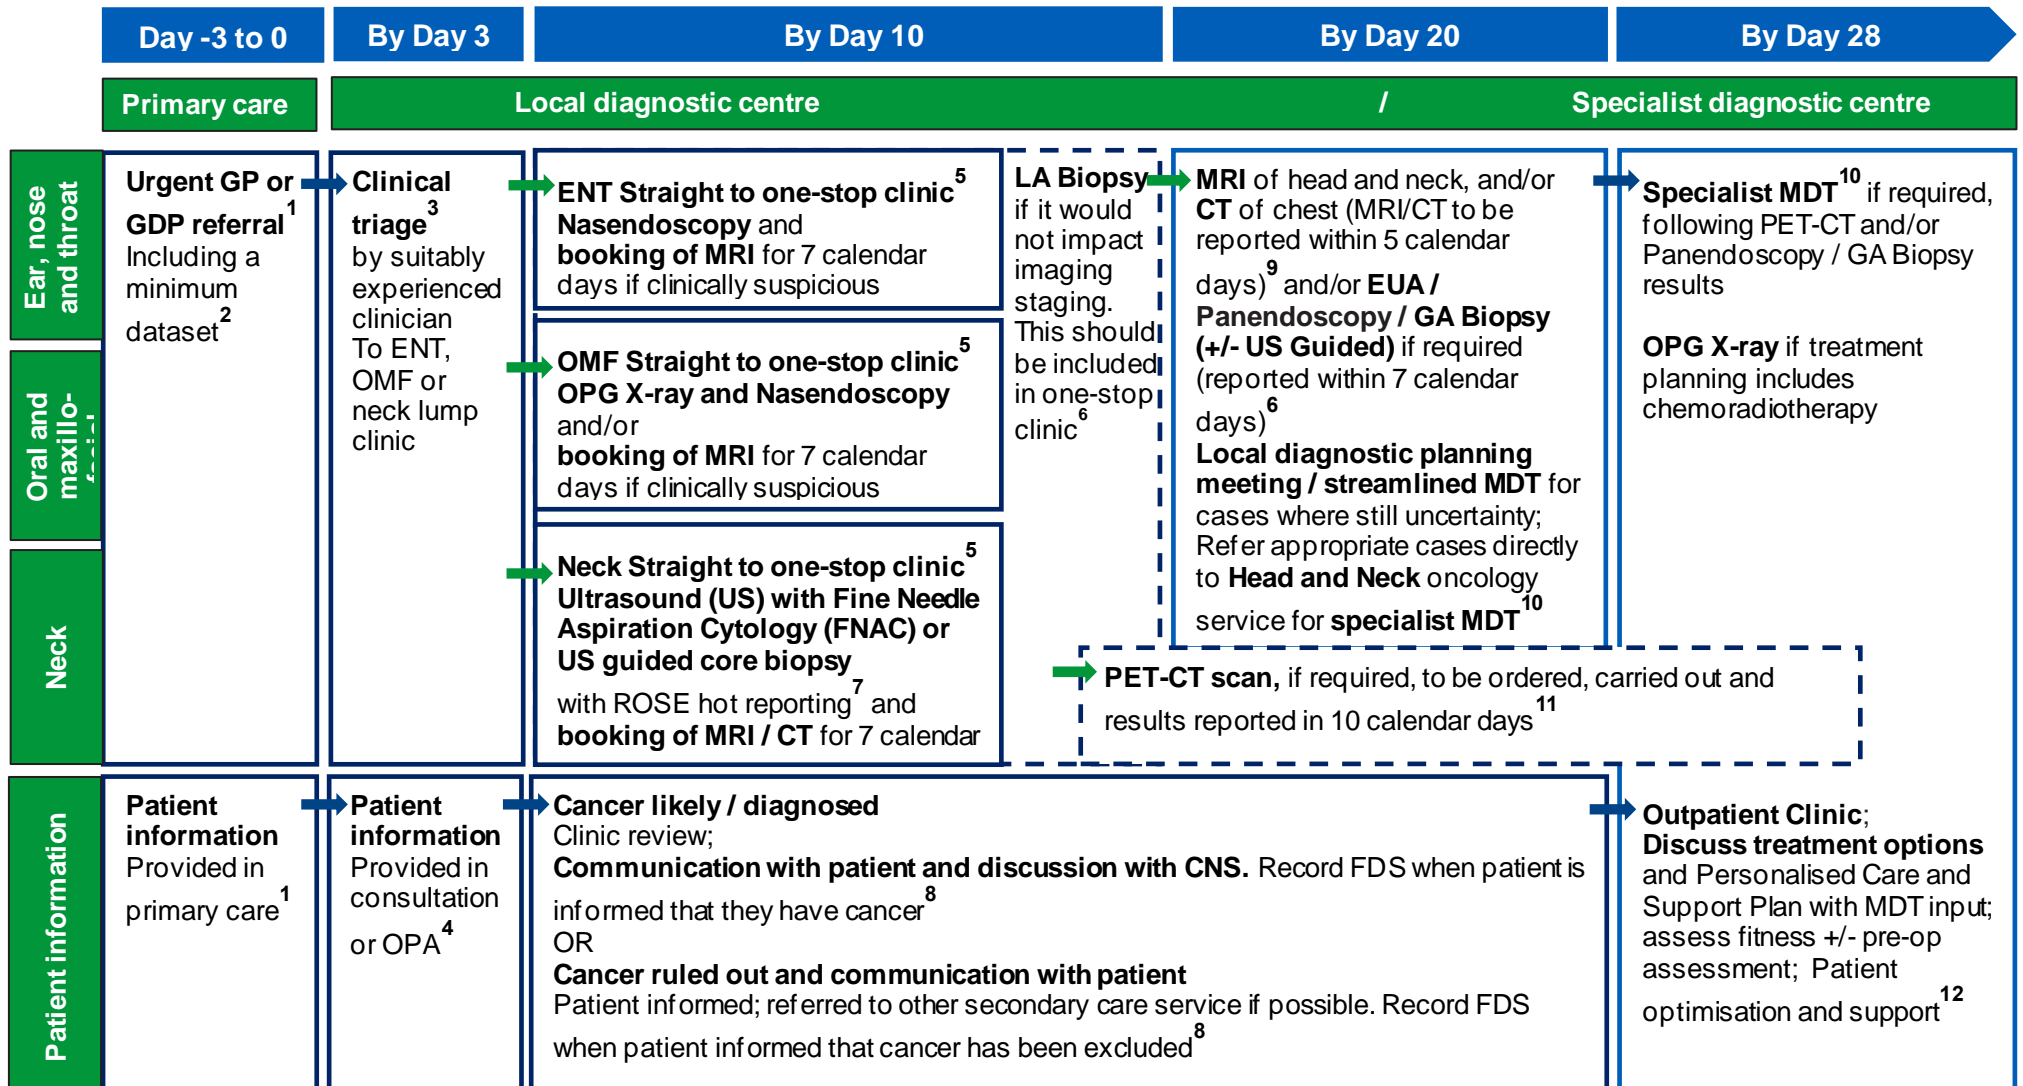 Day -3 to 0
By Day 3
By Day 10
By Day 20
By Day 28
Primary care
Local diagnostic centre / Specialist diagnostic centre
Ear, nose
and throat
Oral and
maxillo-
Neck
Patient information
Urgent GP or
GDP referral1
Including a
minimum
dataset2
Clinical
triage3
by suitably
experienced
clinician
To ENT,
OMF or
neck lump
clinic
ENT Straight to one-stop clinic5
Nasendoscopy and
booking of MRI for 7 calendar
days if clinically suspicious
OMF Straight to one-stop clinic5
OPG X-ray and Nasendoscopy
and/or
booking of MRI for 7 calendar
days if clinically suspicious
Neck Straight to one-stop clinic5
Ultrasound (US) with Fine Needle
Aspiration Cytology (FNAC) or
US guided core biopsy
with ROSE hot reporting7 and
booking of MRI / CT for 7 calendar
LA Biopsy
if it would
not impact
imaging
staging.
This should
be included
in one-stop
clinic6
MRI of head and neck, and/or
CT of chest (MRI/CT to be
reported within 5 calendar
days)9 and/or EUA /
Panendoscopy / GA Biopsy
(+/- US Guided) if required
(reported within 7 calendar
days)6
Local diagnostic planning
meeting / streamlined MDT for
cases where still uncertainty;
Refer appropriate cases directly
to Head and Neck oncology
service for specialist MDT10
PET-CT scan, if required, to be ordered, carried out and
results reported in 10 calendar days11
Specialist MDT10 if required,
following PET-CT and/or
Panendoscopy / GA Biopsy
results
OPG X-ray if treatment
planning includes
chemoradiotherapy
Patient
information
Provided in
primary care1
Patient
information
Provided in
consultation
or OPA4
Cancer likely / diagnosed
Clinic review;
Communication with patient and discussion with CNS. Record FDS when patient is
informed that they have cancer8
OR
Cancer ruled out and communication with patient
Patient informed; referred to other secondary care service if possible. Record FDS
when patient informed that cancer has been excluded8
Outpatient Clinic;
Discuss treatment options
and Personalised Care and
Support Plan with MDT input;
assess fitness +/- pre-op
assessment; Patient
optimisation and support12